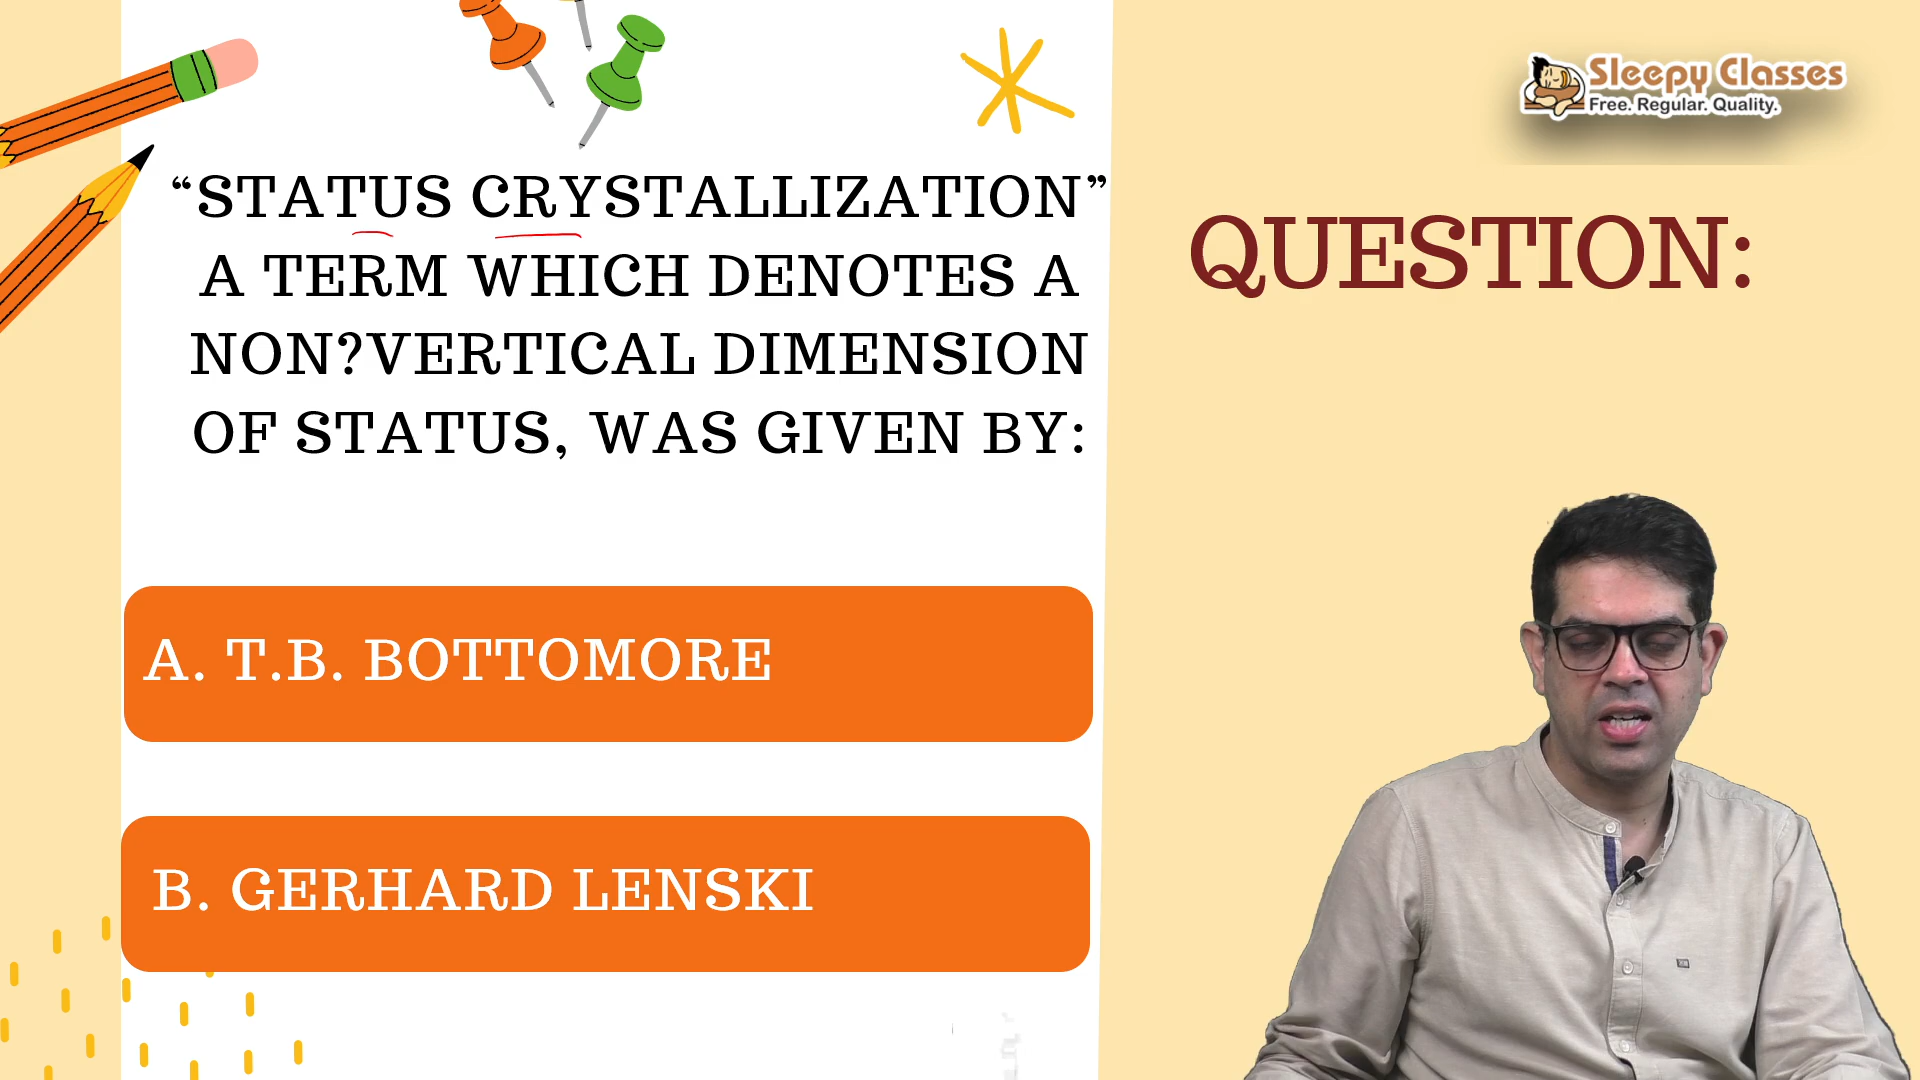 Sleepy Classes
Free. Regular. Quality.
QUESTION:
“STATUS CRYSTALLIZATION”
A TERM WHICH DENOTES A
NON?VERTICAL DIMENSION
OF STATUS, WAS GIVEN BY:
A. T.B. BOTTOMORE
B. GERHARD LENSKI